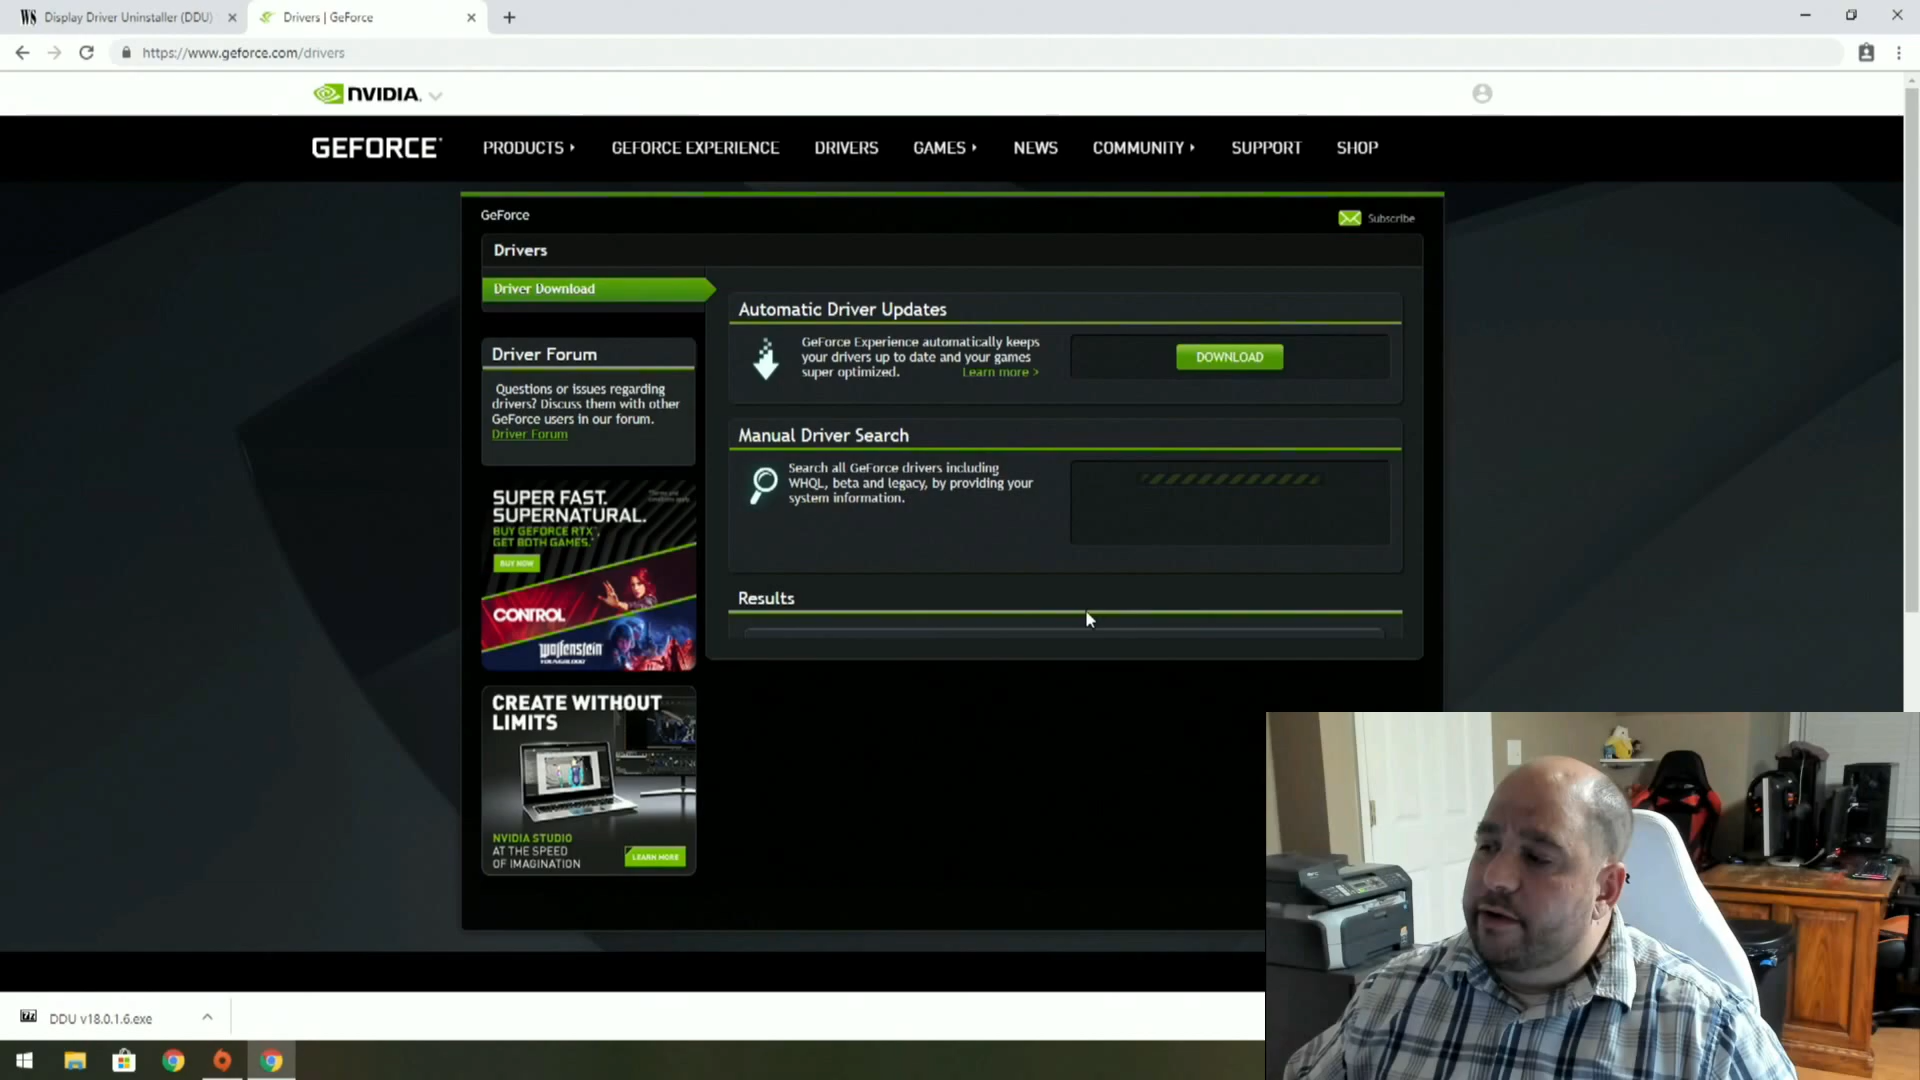 Display Driver Uninstaller (DDU)
Drivers | GeForce
https://www.geforce.com/drivers
NVIDIA.
GEFORCE
PRODUCTS
GEFORCE EXPERIENCE
DRIVERS
GAMES
NEWS
COMMUNITY
SUPPORT
SHOP
GeForce
Subscribe
Drivers
Driver Download
Driver Forum
Questions or issues regarding
drivers? Discuss them with other
GeForce users in our forum.
Driver Forum
Automatic Driver Updates
GeForce Experience automatically keeps
your drivers up to date and your games
super optimized.
Learn more >
DOWNLOAD
Manual Driver Search
Search all GeForce drivers including
WHQL, beta and legacy, by providing your
system information.
Results
SUPER FAST.
SUPERNATURAL.
BUY GEFORCE RTX,
GET BOTH GAMES.
BUY NOW
CONTROL
Wolfenstein
YOUNGBLOOD
CREATE WITHOUT
LIMITS
NVIDIA STUDIO
AT THE SPEED
OF IMAGINATION
LEARN MORE
DDU v18.0.1.6.exe